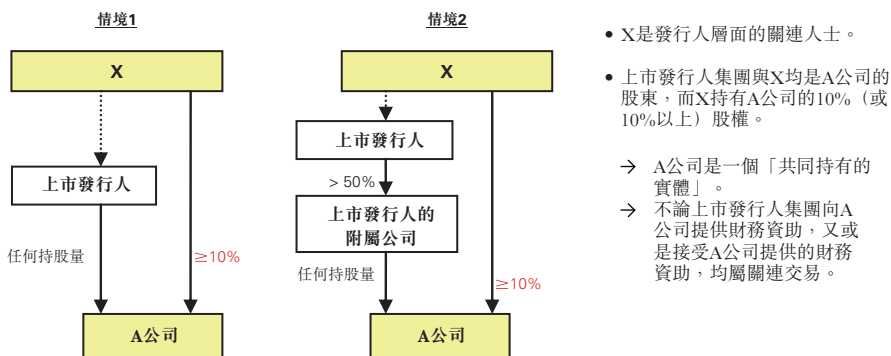 情境1
X
上市發行人
任何持股量
≥10%
A公司
情境2
X
上市發行人
> 50%
上市發行人的
附屬公司
任何持股量
≥10%
A公司
• X是發行人層面的關連人士。
• 上市發行人集團與X均是A公司的
股東，而X持有A公司的10%（或
10%以上）股權。
→ A公司是一個「共同持有的
實體」。
→ 不論上市發行人集團向A
公司提供財務資助，又或
是接受A公司提供的財務
資助，均屬關連交易。